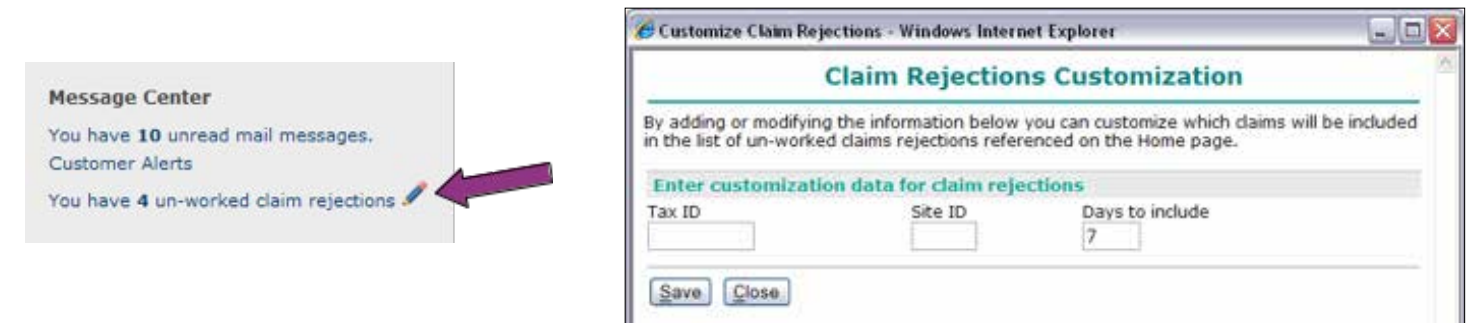 Message Center
You have 10 unread mail messages.
Customer Alerts
You have 4 un-worked claim rejections
Customize Claim Rejections - Windows Internet Explorer
Claim Rejections Customization
By adding or modifying the information below you can customize which claims will be included
in the list of un-worked claims rejections referenced on the Home page.
Enter customization data for claim rejections
Tax ID Site ID Days to include
7
Save Close